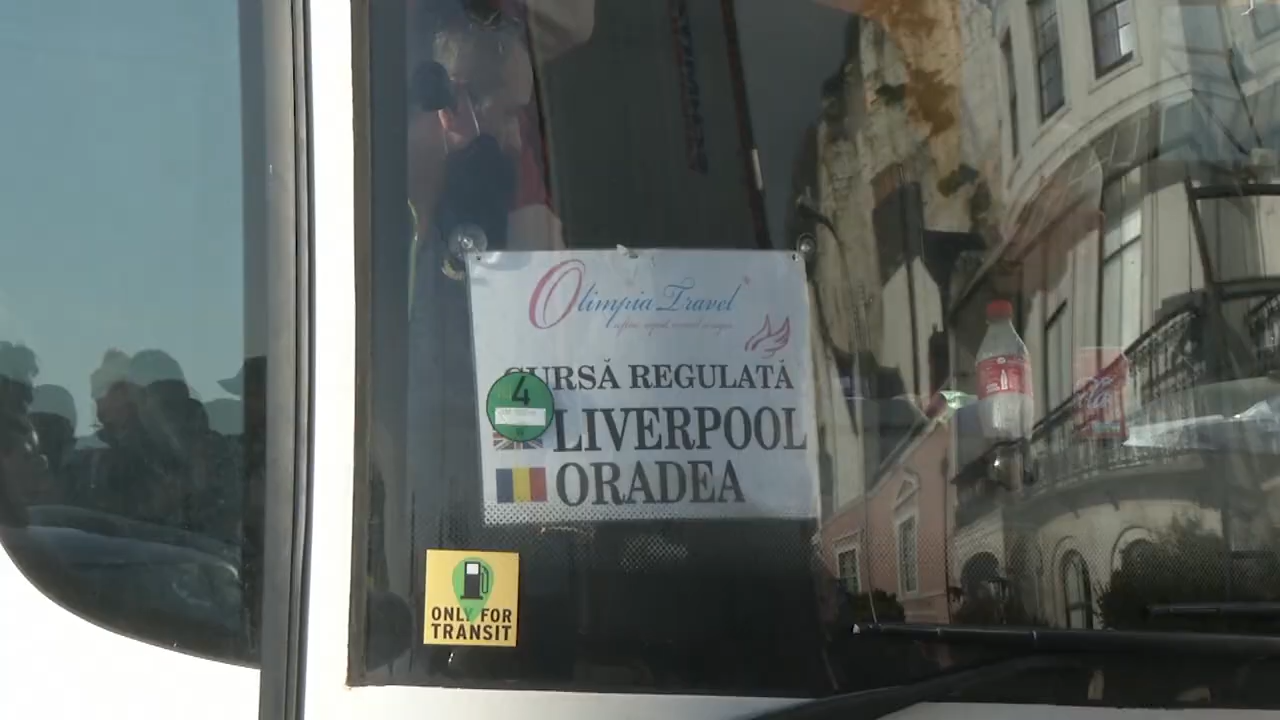 Olimpia Travel
CURSĂ REGULATĂ
4
LIVERPOOL
ORADEA
ONLY FOR
TRANSIT